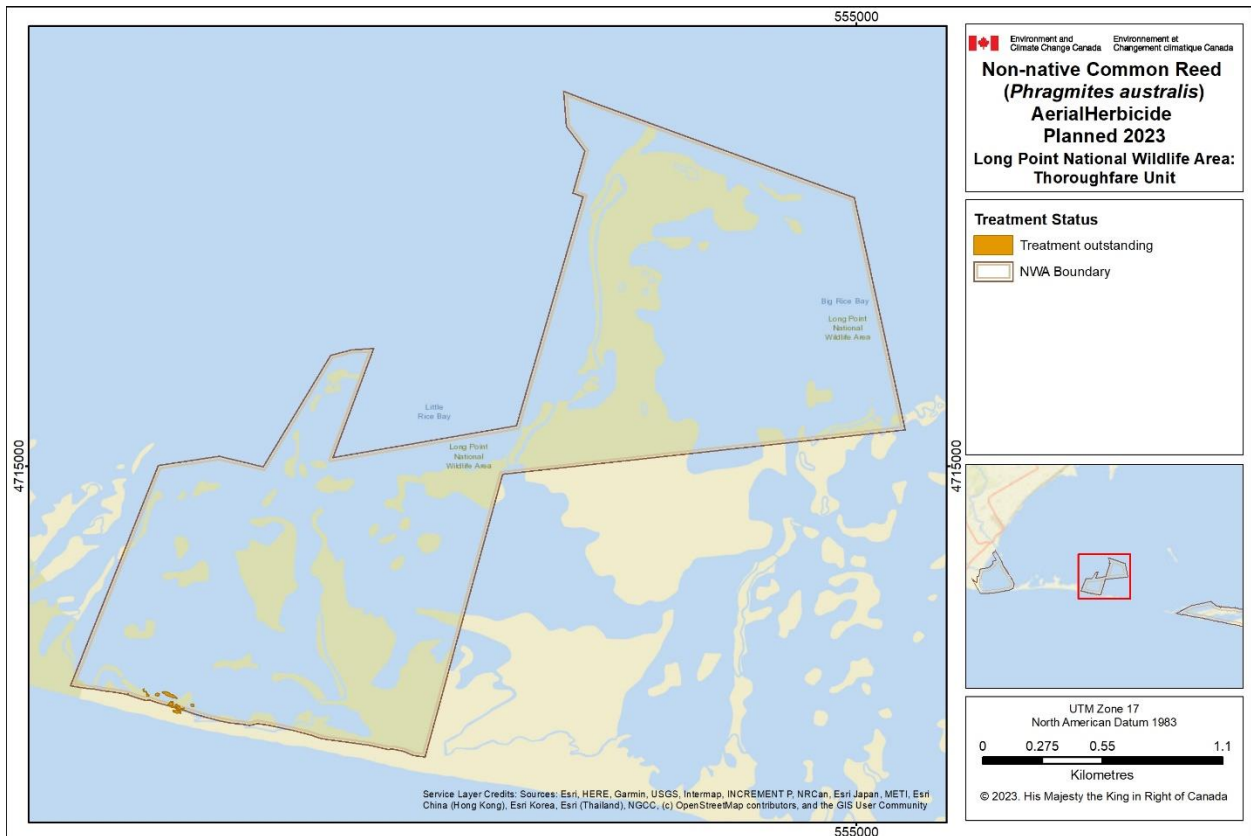 555000
4715000
Big Rice Bay
Long Point
National
Wildlife Area
Little
Rice Bay
Long Point
National
Wildlife Area
4715000
Service Layer Credits: Sources: Esri, HERE, Garmin, USGS, Intermap, INCREMENT P, NRCan, Esri Japan, METI, Esri
China (Hong Kong), Esri Korea, Esri (Thailand), NGCC, (c) OpenStreetMap contributors, and the GIS User Community
555000
Environment and
Climate Change Canada
Environnement et
Changement climatique Canada
Non-native Common Reed
(Phragmites australis)
AerialHerbicide
Planned 2023
Long Point National Wildlife Area:
Thoroughfare Unit
Treatment Status
Treatment outstanding
NWA Boundary
UTM Zone 17
North American Datum 1983
0 0.275 0.55 1.1
Kilometres
© 2023. His Majesty the King in Right of Canada